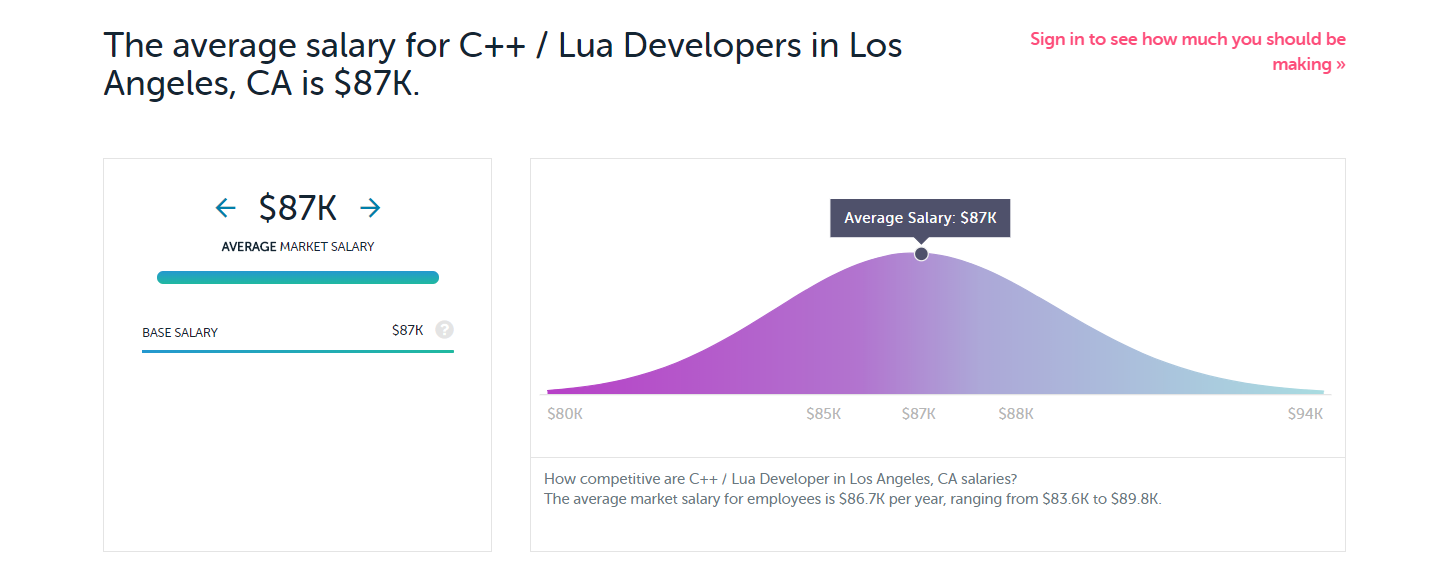 The average salary for C++ / Lua Developers in Los
Angeles, CA is $87K.
Sign in to see how much you should be
making »
← $87K →
AVERAGE MARKET SALARY
BASE SALARY $87K ?
Average Salary: $87K
$80K $85K $87K $88K $94K
How competitive are C++ / Lua Developer in Los Angeles, CA salaries?
The average market salary for employees is $86.7K per year, ranging from $83.6K to $89.8K.